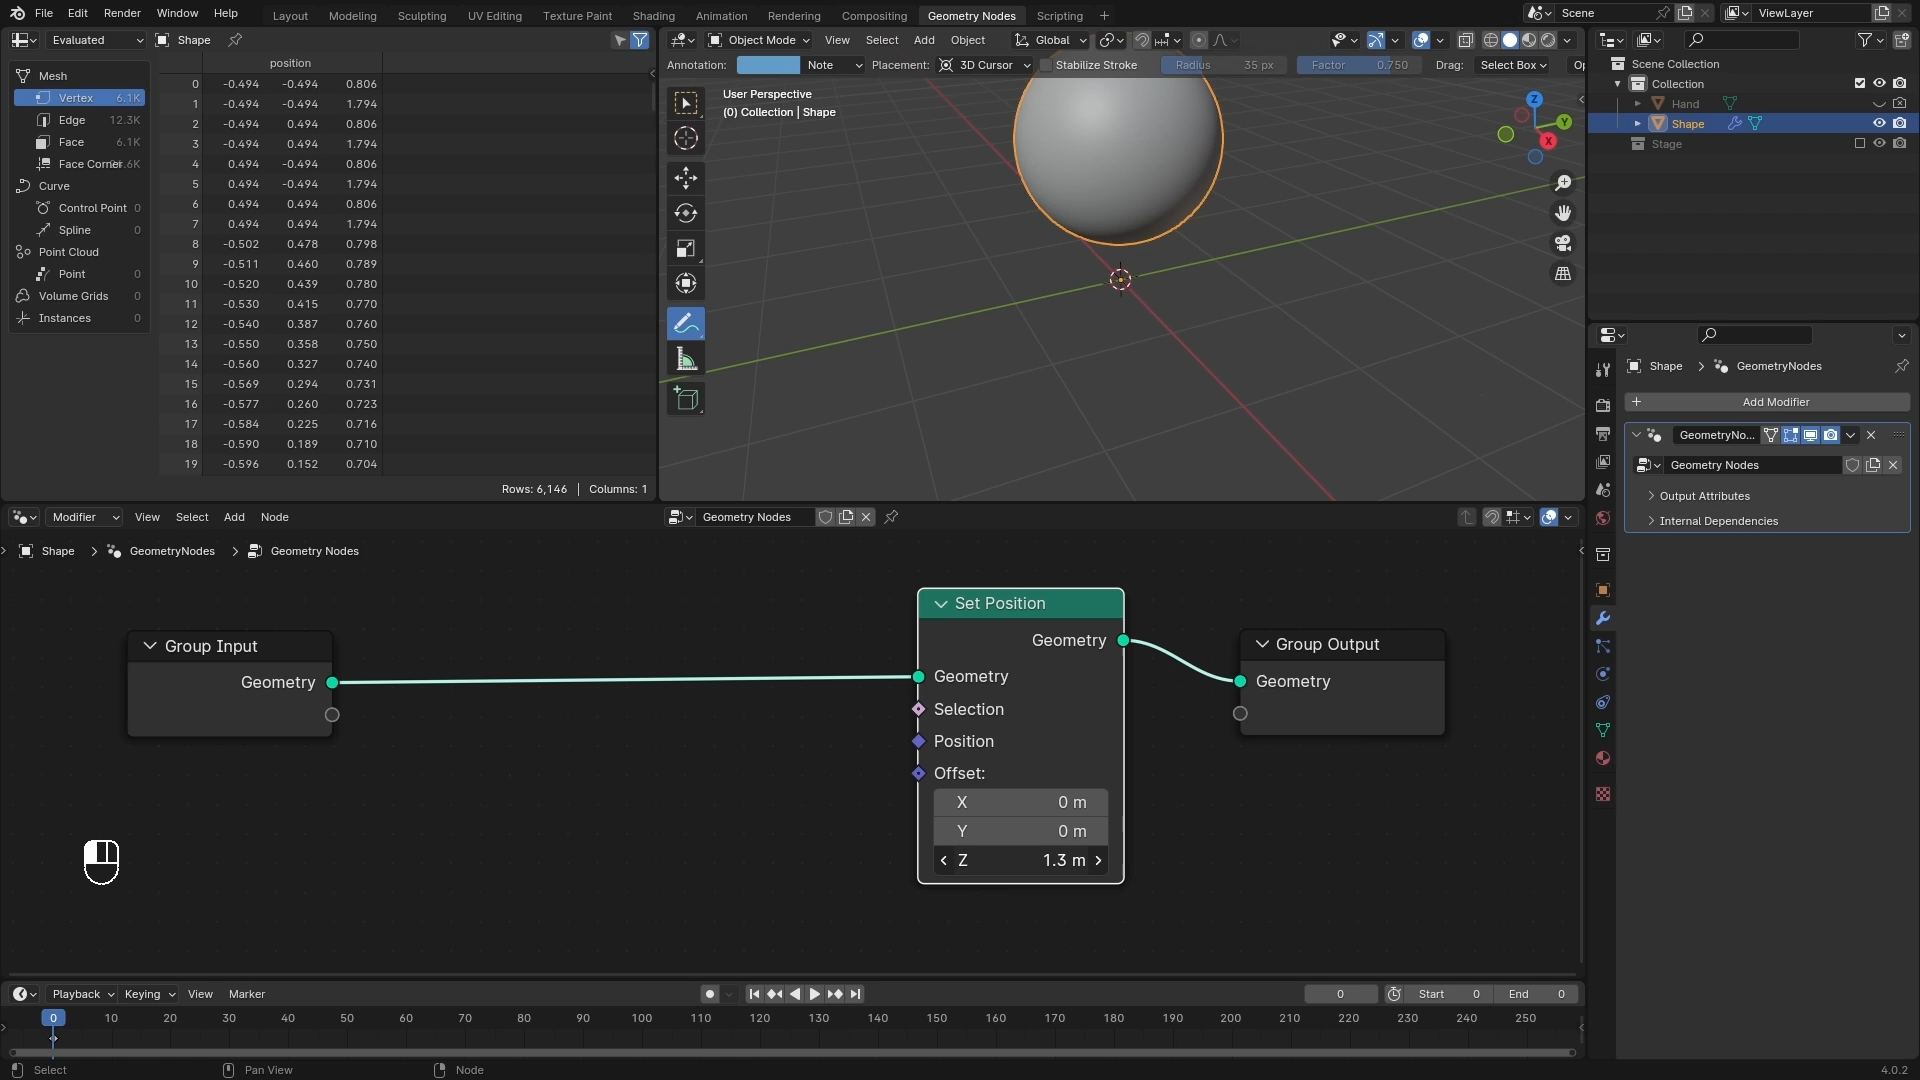 File Edit Render Window Help Layout Modeling Sculpting UV Editing Texture Paint Shading Animation Rendering Compositing Geometry Nodes Scripting + Scene ViewLayer
Evaluated Shape
Object Mode View Select Add Object Global
Annotation: Note Placement: 3D Cursor Stabilize Stroke Radius 35 px Factor 0.750 Drag: Select Box Op
position
Mesh
Vertex 6.1K
Edge 12.3K
Face 6.1K
Face Corner
Curve
Control Point 0
Spline 0
Point Cloud
Point 0
Volume Grids 0
Instances 0
0 -0.494 -0.494 0.806
1 -0.494 -0.494 1.794
2 -0.494 0.494 0.806
3 -0.494 0.494 1.794
4 0.494 -0.494 0.806
5 0.494 -0.494 1.794
6 0.494 0.494 0.806
7 0.494 0.494 1.794
8 -0.502 0.478 0.798
9 -0.511 0.460 0.789
10 -0.520 0.439 0.780
11 -0.530 0.415 0.770
12 -0.540 0.387 0.760
13 -0.550 0.358 0.750
14 -0.560 0.327 0.740
15 -0.569 0.294 0.731
16 -0.577 0.260 0.723
17 -0.584 0.225 0.716
18 -0.590 0.189 0.710
19 -0.596 0.152 0.704
Rows: 6,146 | Columns: 1
User Perspective
(0) Collection | Shape
Z
Y
X
Scene Collection
Collection
Hand
Shape
Stage
Shape > GeometryNodes
+ Add Modifier
GeometryNo...
Geometry Nodes
Output Attributes
Internal Dependencies
Modifier View Select Add Node Geometry Nodes
Shape > GeometryNodes > Geometry Nodes
Group Input
Geometry
Set Position
Geometry
Geometry
Selection
Position
Offset:
X 0 m
Y 0 m
Z 1.3 m
Group Output
Geometry
Playback Keying View Marker 0 Start 0 End 0
0 10 20 30 40 50 60 70 80 90 100 110 120 130 140 150 160 170 180 190 200 210 220 230 240 250
Select Pan View Node 4.0.2